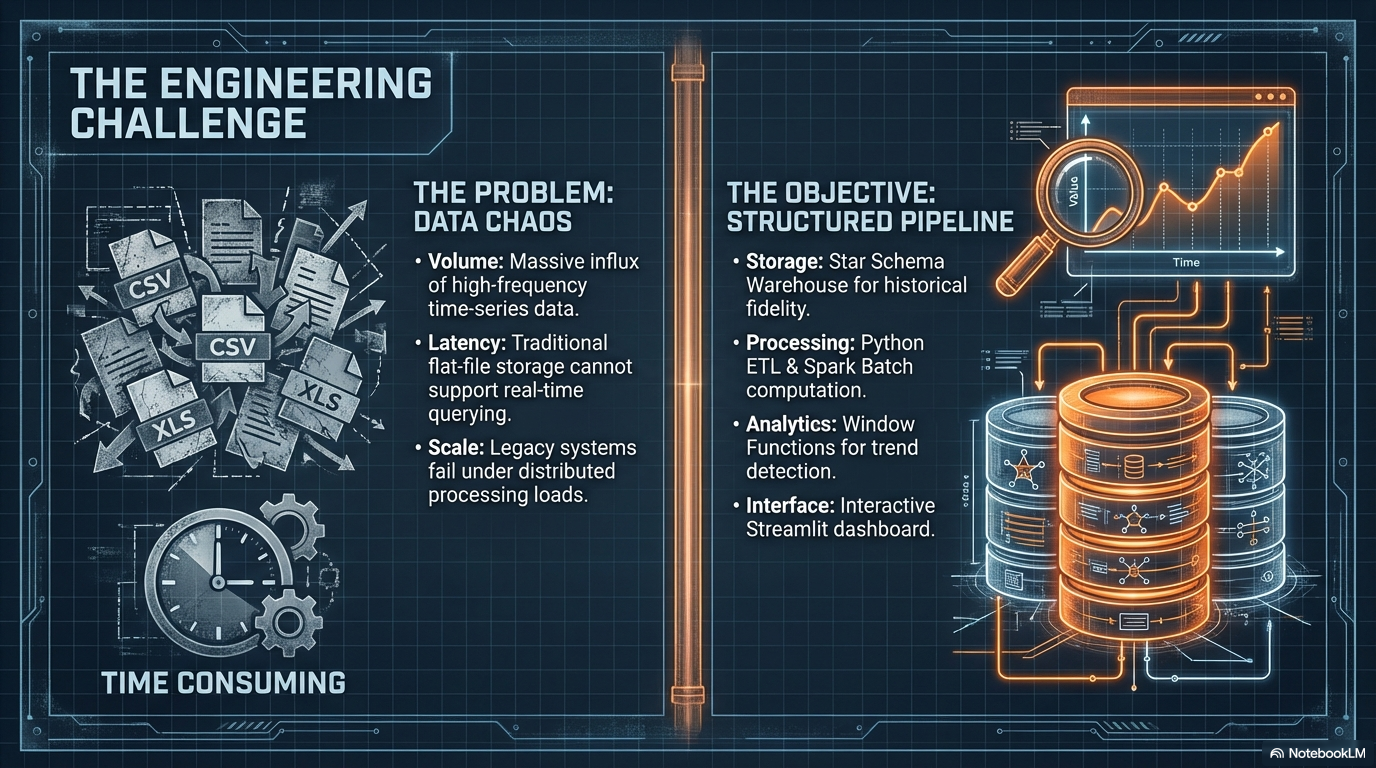 THE ENGINEERING
CHALLENGE
CSV
CSV
XLS
XLS
TIME CONSUMING
THE PROBLEM:
DATA CHAOS
• Volume: Massive influx
of high-frequency
time-series data.
• Latency: Traditional
flat-file storage cannot
support real-time
querying.
• Scale: Legacy systems
fail under distributed
processing loads.
THE OBJECTIVE:
STRUCTURED PIPELINE
• Storage: Star Schema
Warehouse for historical
fidelity.
• Processing: Python
ETL & Spark Batch
computation.
• Analytics: Window
Functions for trend
detection.
• Interface: Interactive
Streamlit dashboard.
Value
Time
NotebookLM